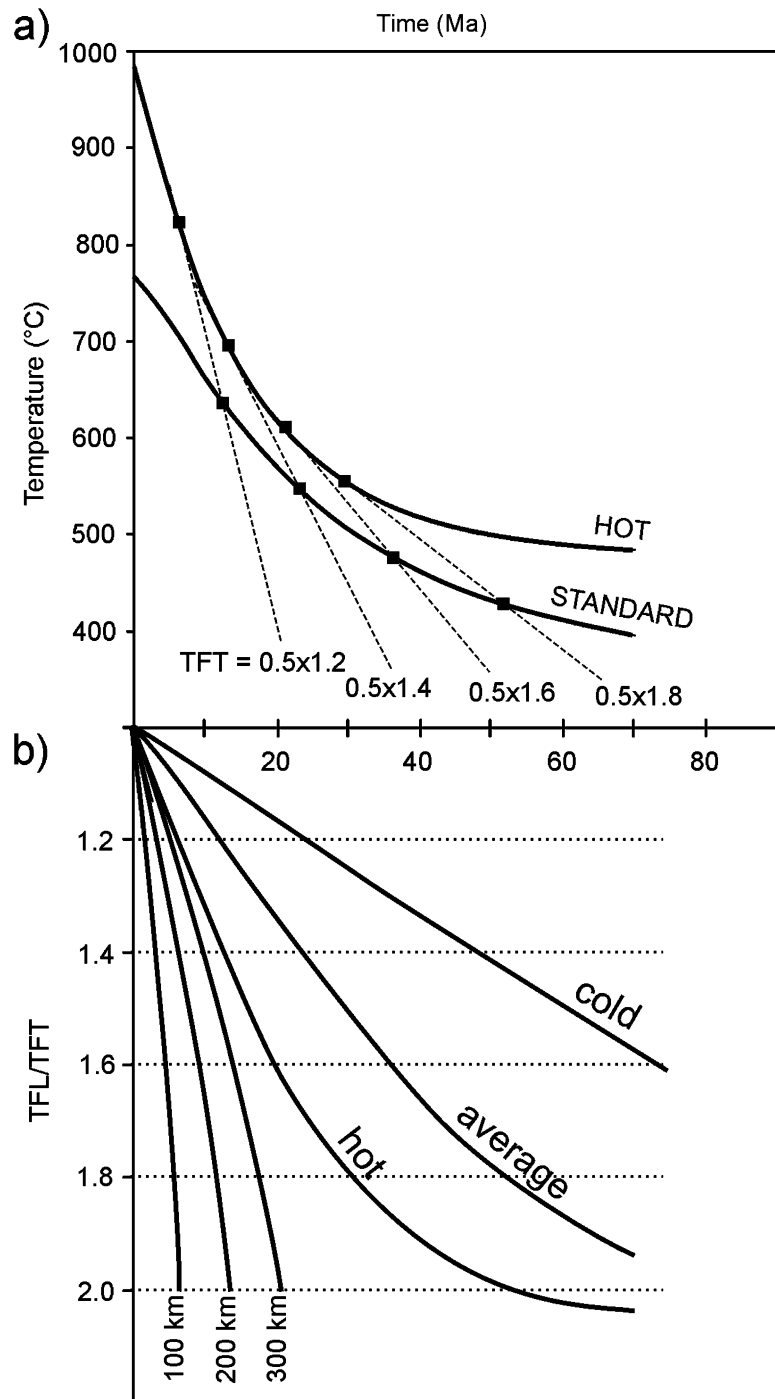 a)
Time (Ma)
1000
900
800
700
600
500
400
Temperature (°C)
HOT
STANDARD
TFT = 0.5x1.2
0.5x1.4
0.5x1.6
0.5x1.8
b)
20
40
60
80
1.2
1.4
1.6
1.8
2.0
TFL/TFT
cold
average
hot
100 km
200 km
300 km